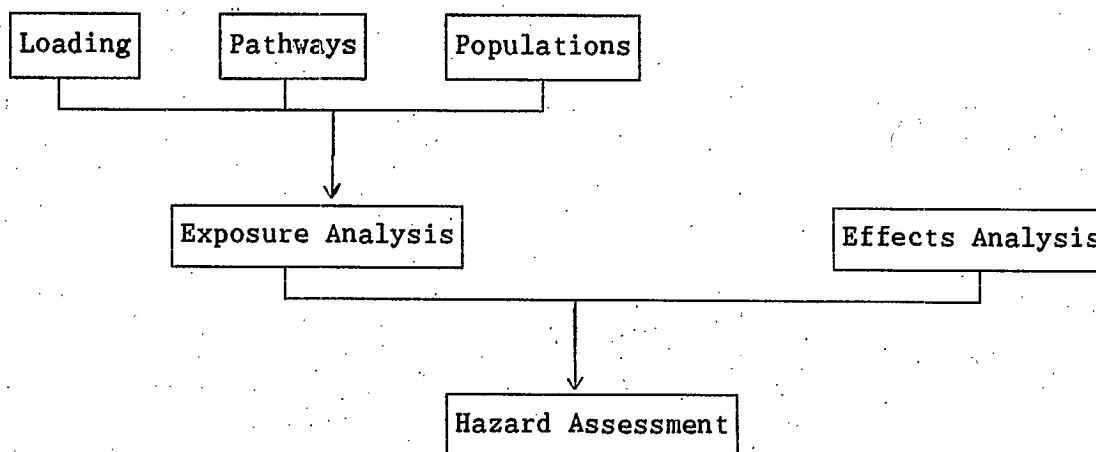 Loading
Pathways
Populations
Exposure Analysis
Effects Analysis
Hazard Assessment